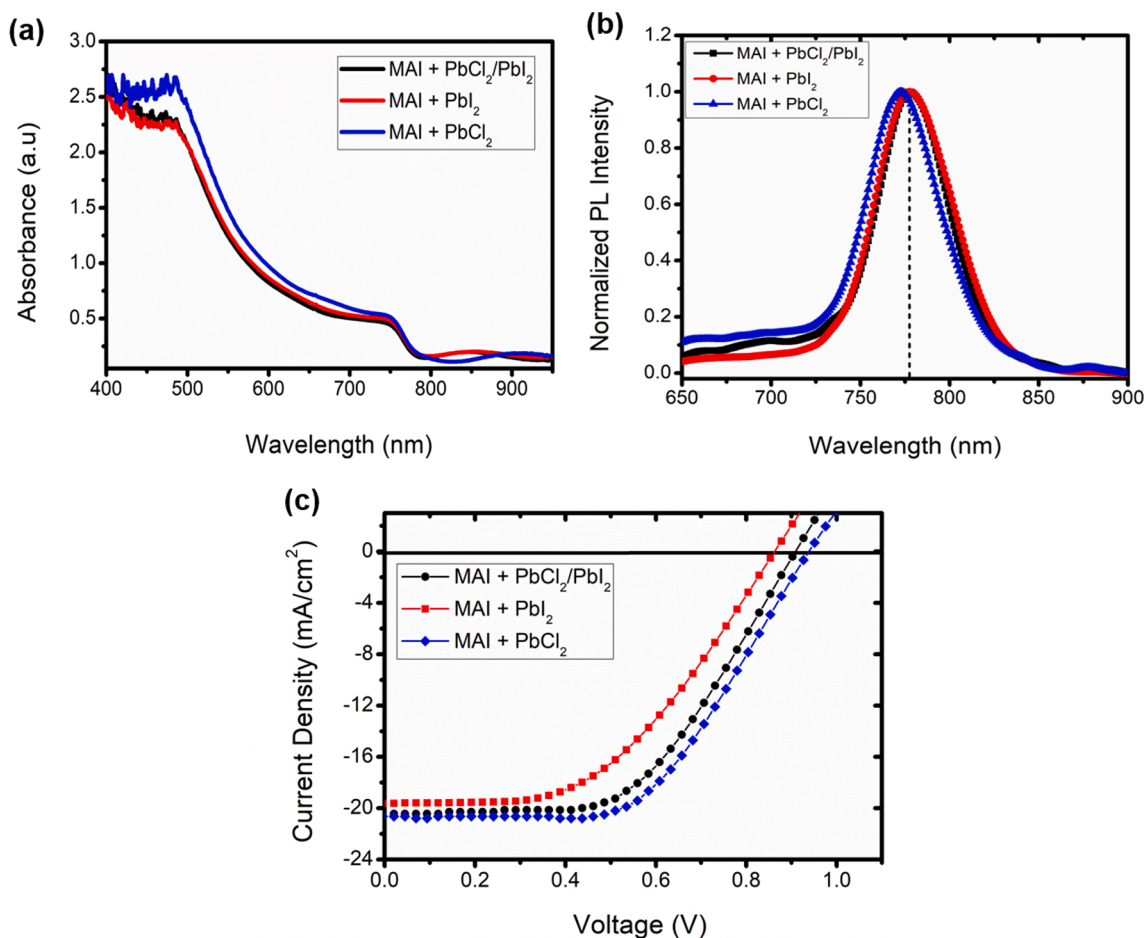 (a)
3.0
2.5
2.0
1.5
1.0
0.5
Absorbance (a.u)
MAI + PbCl₂/PbI₂
MAI + PbI₂
MAI + PbCl₂
400 500 600 700 800 900
Wavelength (nm)
(b)
1.2
1.0
0.8
0.6
0.4
0.2
0.0
Normalized PL Intensity
MAI + PbCl₂/PbI₂
MAI + PbI₂
MAI + PbCl₂
650 700 750 800 850 900
Wavelength (nm)
(c)
0
-4
-8
-12
-16
-20
-24
Current Density (mA/cm²)
MAI + PbCl₂/PbI₂
MAI + PbI₂
MAI + PbCl₂
0.0 0.2 0.4 0.6 0.8 1.0
Voltage (V)